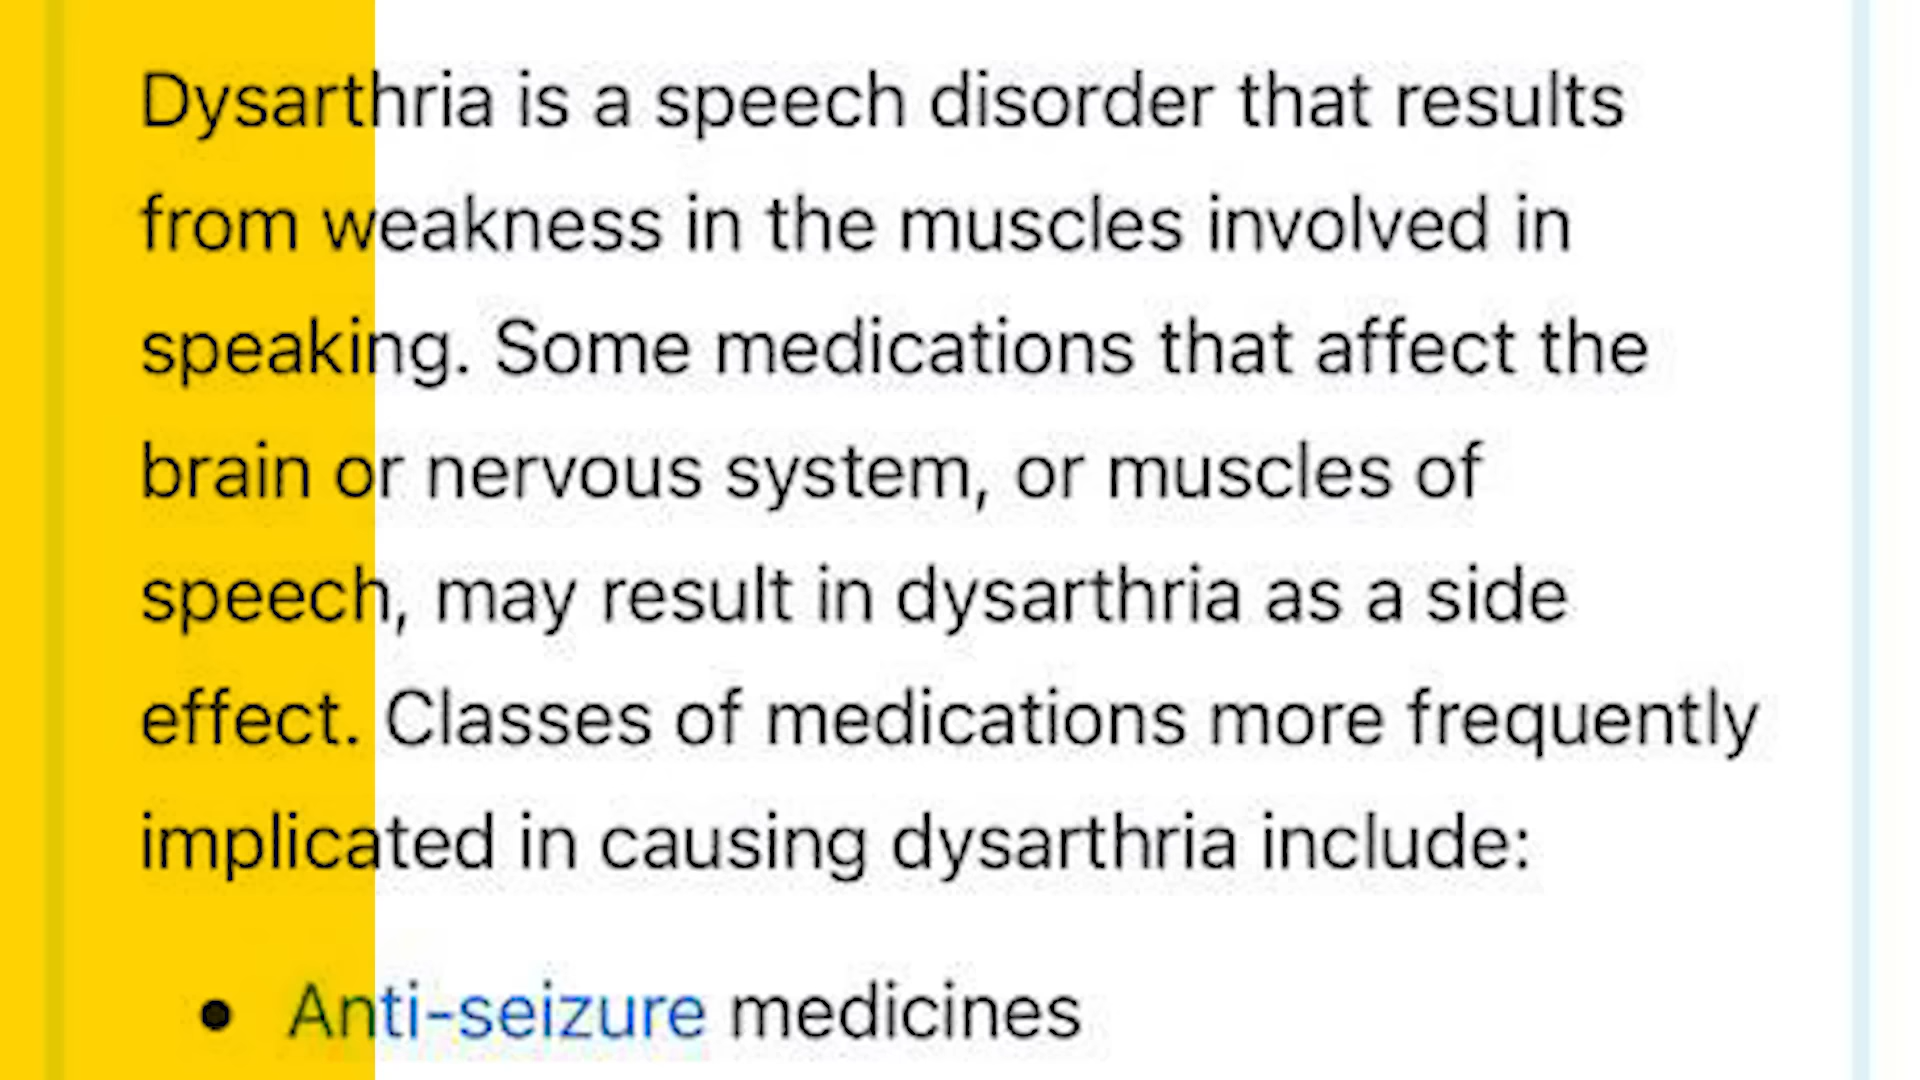 Dysarthria is a speech disorder that results
from weakness in the muscles involved in
speaking. Some medications that affect the
brain or nervous system, or muscles of
speech, may result in dysarthria as a side
effect. Classes of medications more frequently
implicated in causing dysarthria include:
• Anti-seizure medicines